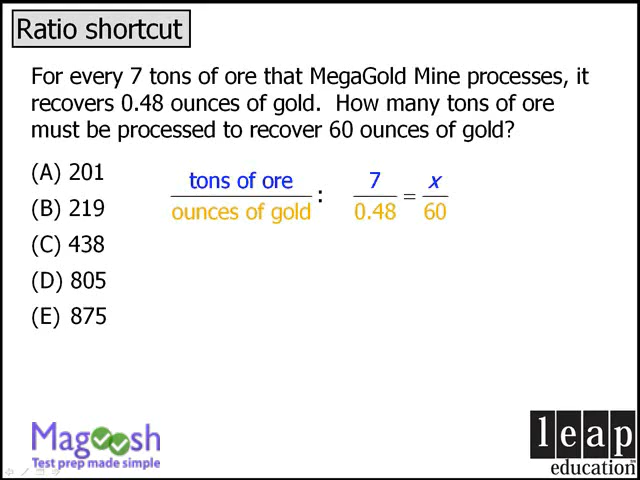 Ratio shortcut
For every 7 tons of ore that MegaGold Mine processes, it
recovers 0.48 ounces of gold. How many tons of ore
must be processed to recover 60 ounces of gold?
(A) 201
(B) 219
(C) 438
(D) 805
(E) 875
tons of ore
ounces of gold :
7 / 0.48 = x / 60
Magoosh
Test prep made simple
leap
education